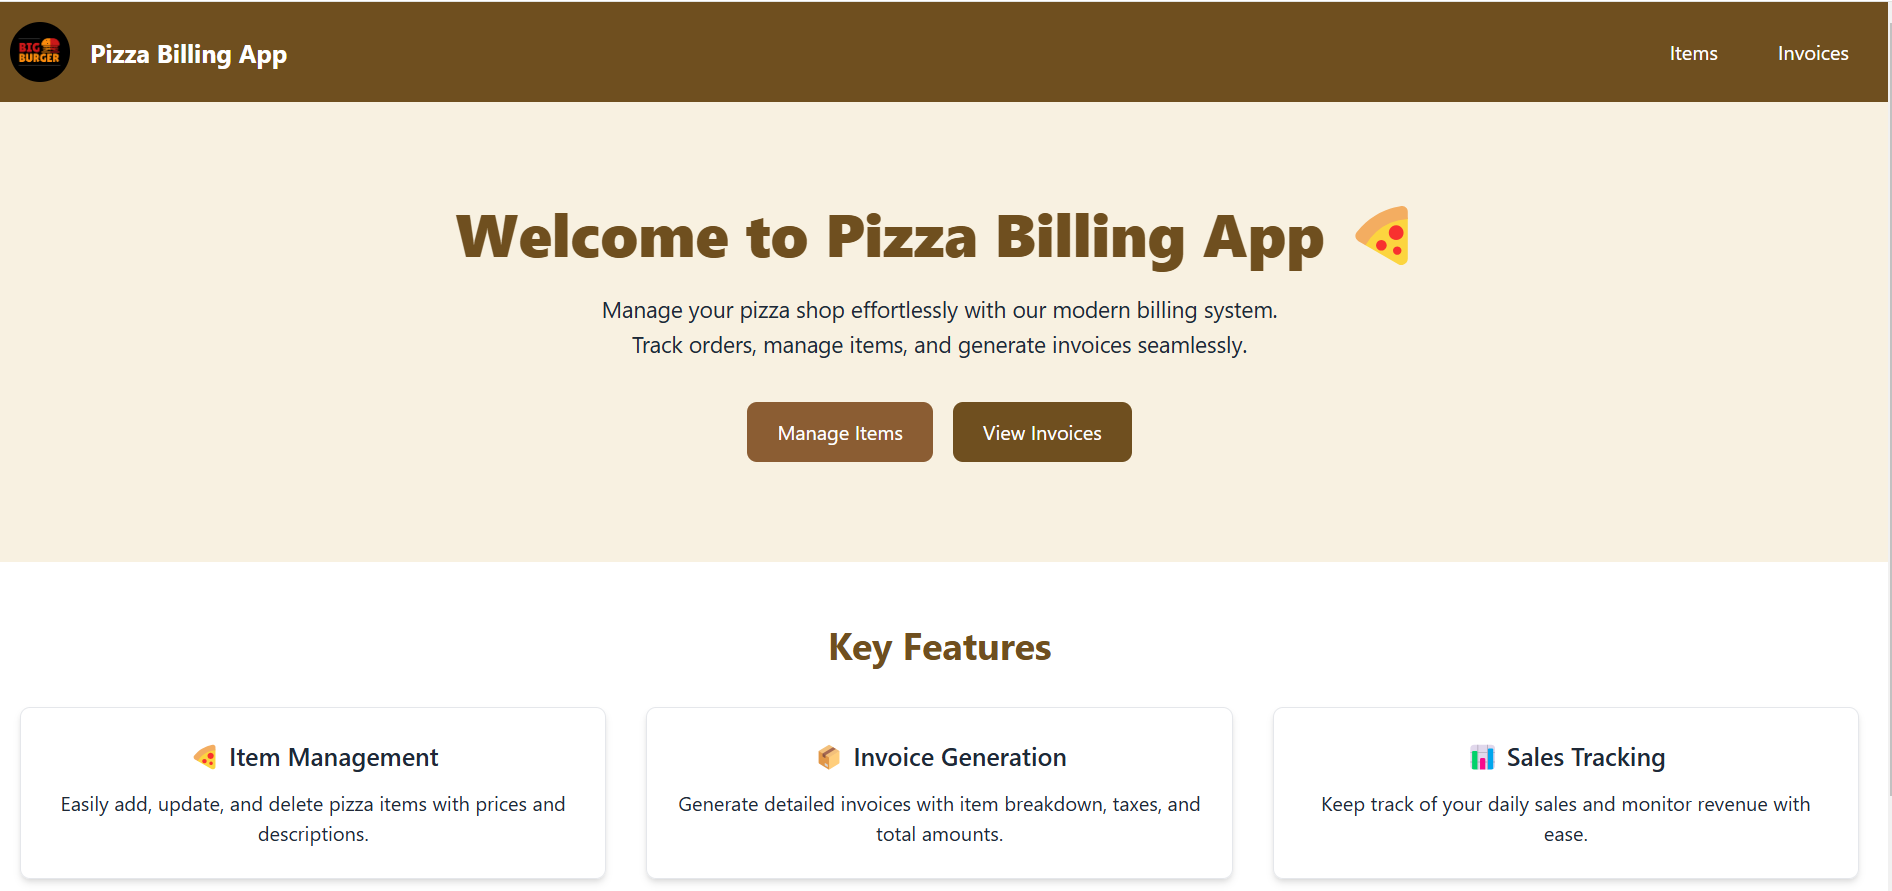 BIG
BURGER
Pizza Billing App
Items
Invoices
Welcome to Pizza Billing App 🍕
Manage your pizza shop effortlessly with our modern billing system.
Track orders, manage items, and generate invoices seamlessly.
Manage Items
View Invoices
Key Features
🍕 Item Management
Easily add, update, and delete pizza items with prices and
descriptions.
📦 Invoice Generation
Generate detailed invoices with item breakdown, taxes, and
total amounts.
📊 Sales Tracking
Keep track of your daily sales and monitor revenue with
ease.